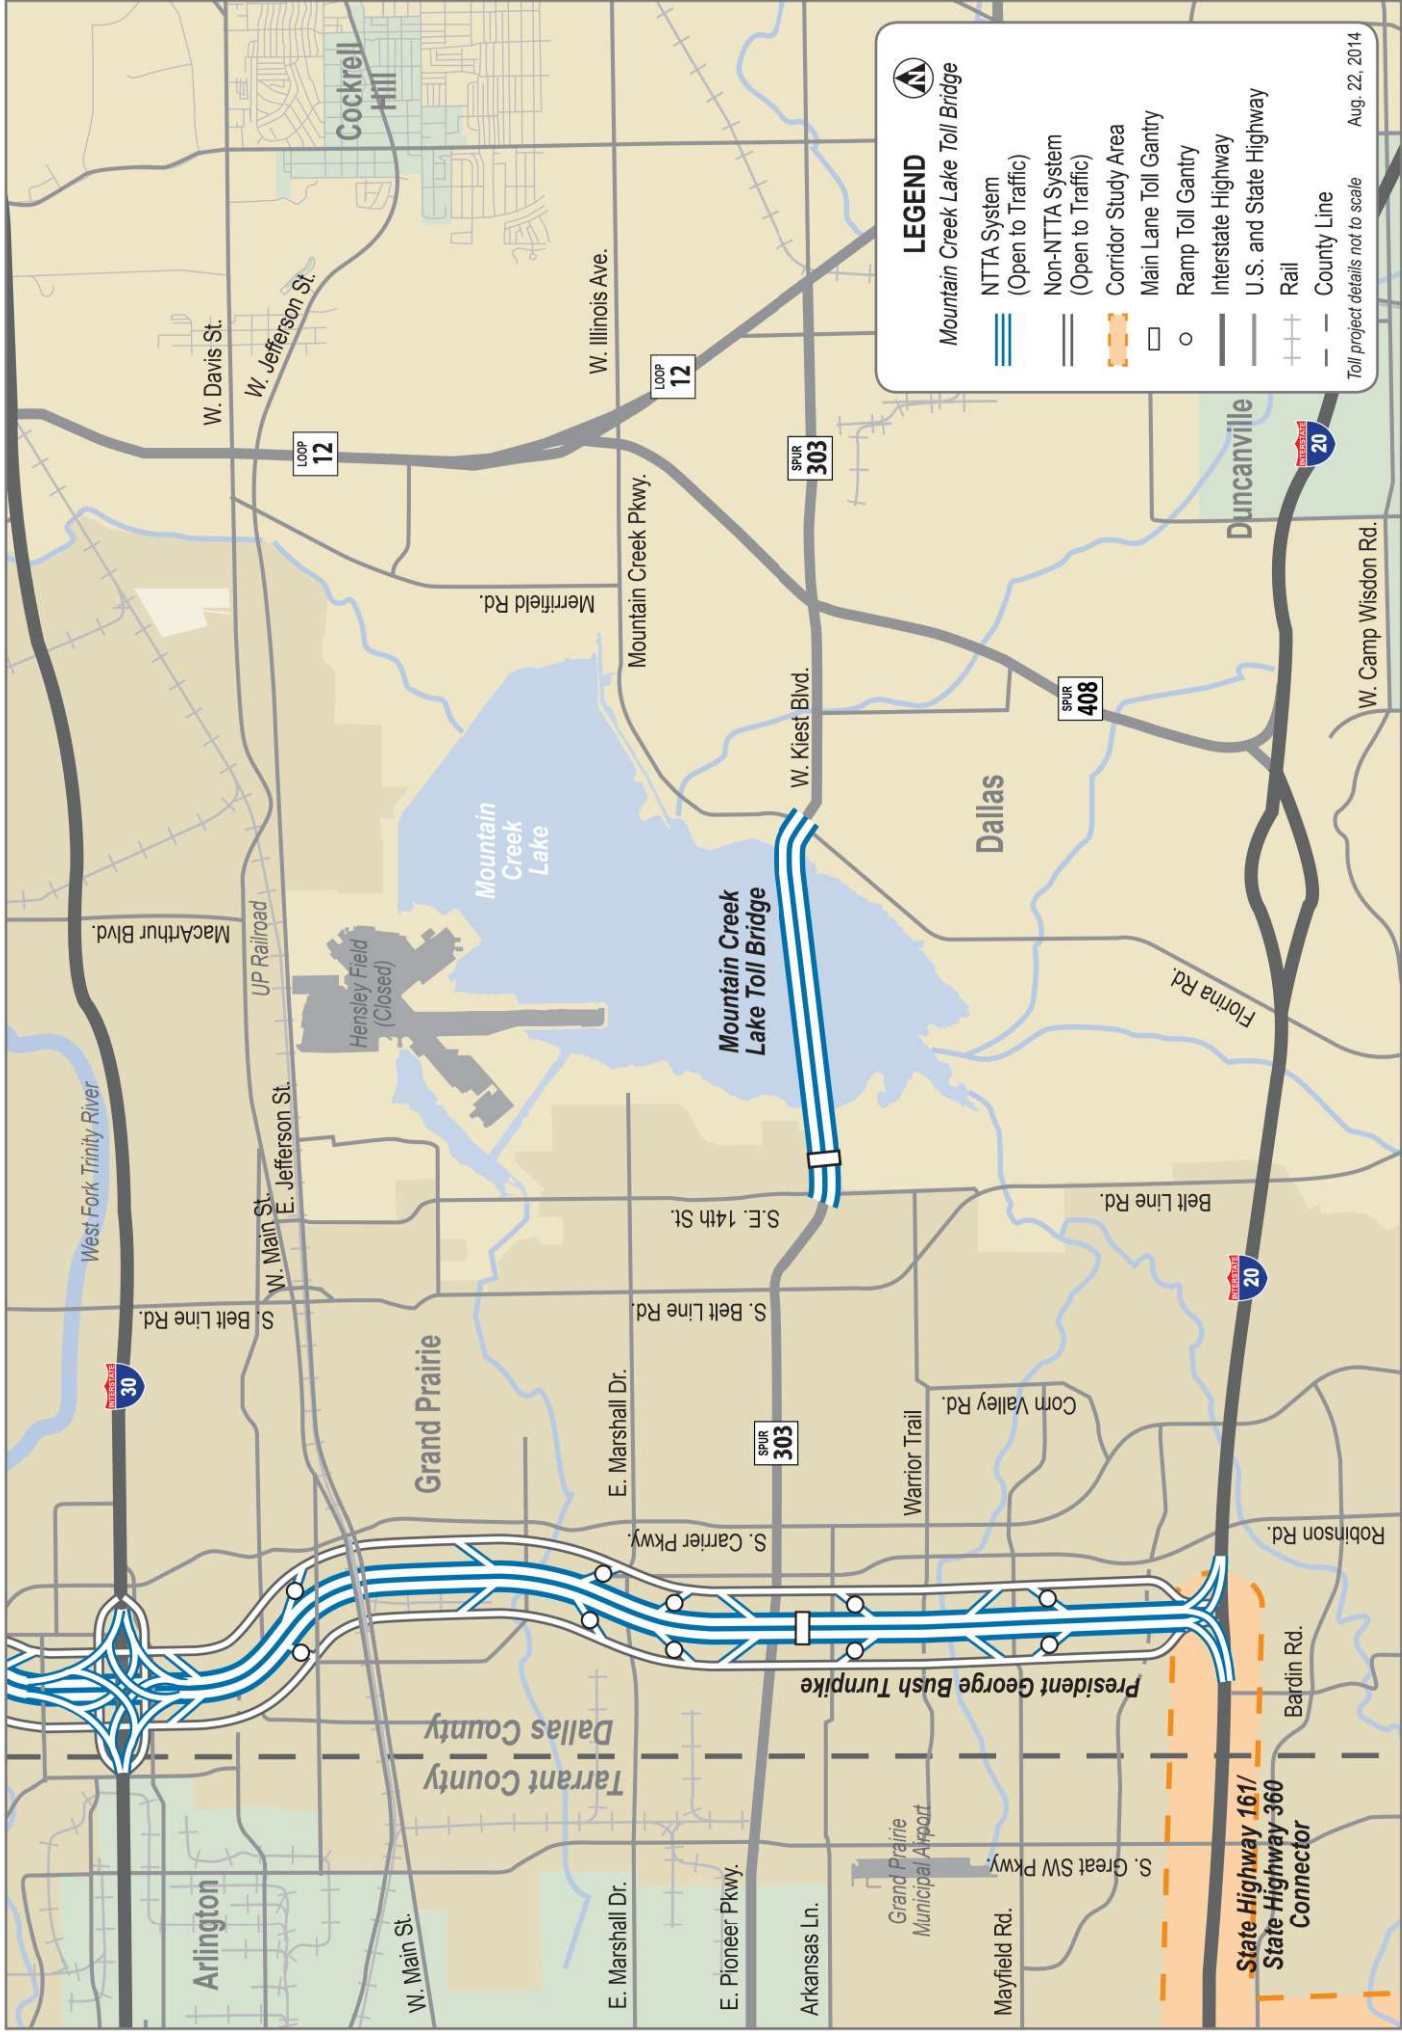 Cockrell
Hill
W. Davis St.
W. Jefferson St.
LOOP
12
W. Illinois Ave.
LOOP
12
SPUR
303
Merrifield Rd.
Mountain Creek Pkwy.
W. Kiest Blvd.
SPUR
408
Duncanville
INTERSTATE
20
W. Camp Wisdon Rd.
Dallas
Florina Rd.
Mountain
Creek
Lake
Mountain Creek
Lake Toll Bridge
Hensley Field
(Closed)
MacArthur Blvd.
UP Railroad
West Fork Trinity River
E. Jefferson St.
W. Main St.
S. Belt Line Rd.
S.E. 14th St.
Belt Line Rd.
S. Belt Line Rd.
INTERSTATE
20
INTERSTATE
30
Grand Prairie
E. Marshall Dr.
SPUR
303
Warrior Trail
Corn Valley Rd.
S. Carrier Pkwy.
Robinson Rd.
President George Bush Turnpike
Bardin Rd.
Dallas County
Tarrant County
Arlington
W. Main St.
E. Marshall Dr.
E. Pioneer Pkwy.
Arkansas Ln.
Grand Prairie
Municipal Airport
Mayfield Rd.
S. Great SW Pkwy.
State Highway 161/
State Highway 360
Connector
LEGEND
N
Mountain Creek Lake Toll Bridge
NTTA System
(Open to Traffic)
Non-NTTA System
(Open to Traffic)
Corridor Study Area
Main Lane Toll Gantry
Ramp Toll Gantry
Interstate Highway
U.S. and State Highway
Rail
County Line
Toll project details not to scale
Aug. 22, 2014